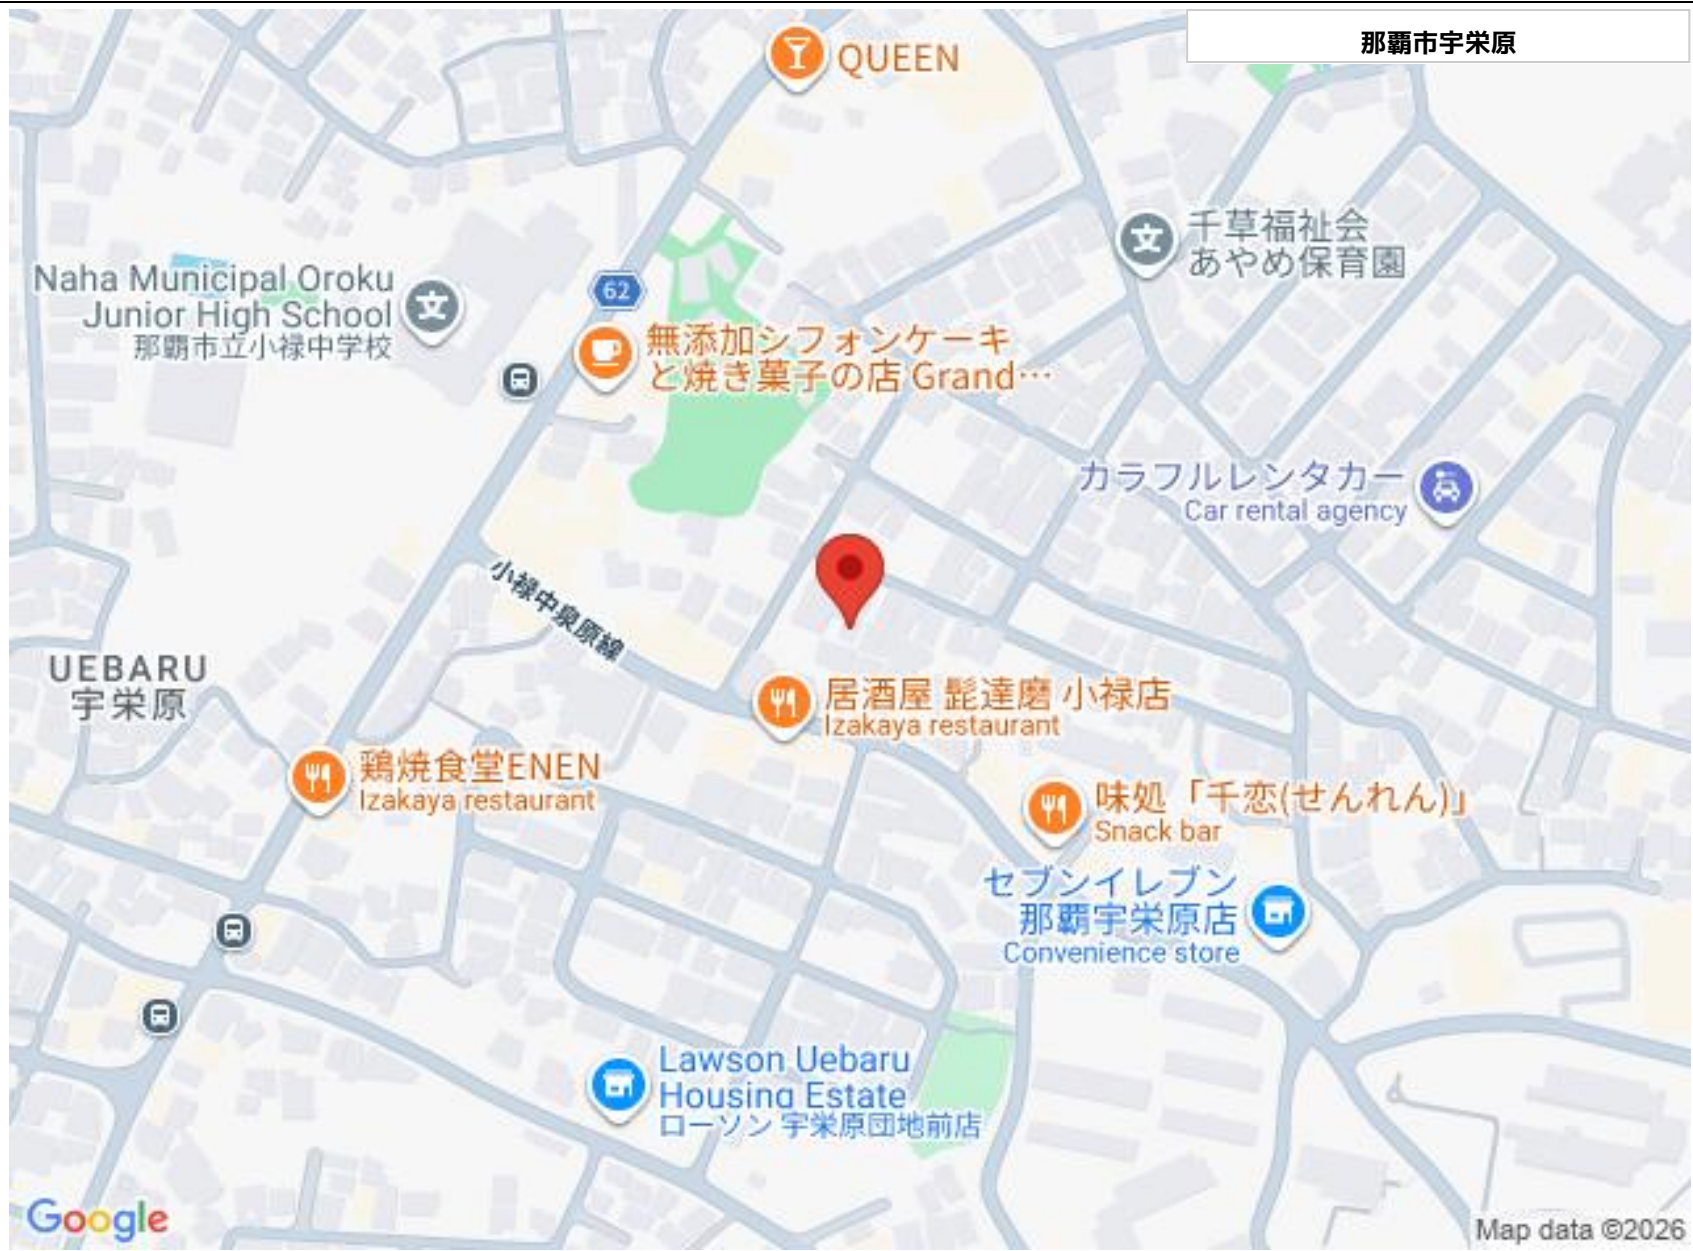 那覇市宇栄原
QUEEN
千草福祉会
あやめ保育園
Naha Municipal Oroku
Junior High School
那覇市立小禄中学校
62
無添加シフォンケーキ
と焼き菓子の店 Grand…
カラフルレンタカー
Car rental agency
小禄中泉原線
UEBARU
宇栄原
居酒屋 髭達磨 小禄店
Izakaya restaurant
鶏焼食堂ENEN
Izakaya restaurant
味処「千恋(せんれん)」
Snack bar
セブンイレブン
那覇宇栄原店
Convenience store
Lawson Uebaru
Housing Estate
ローソン 宇栄原団地前店
Google
Map data ©2026